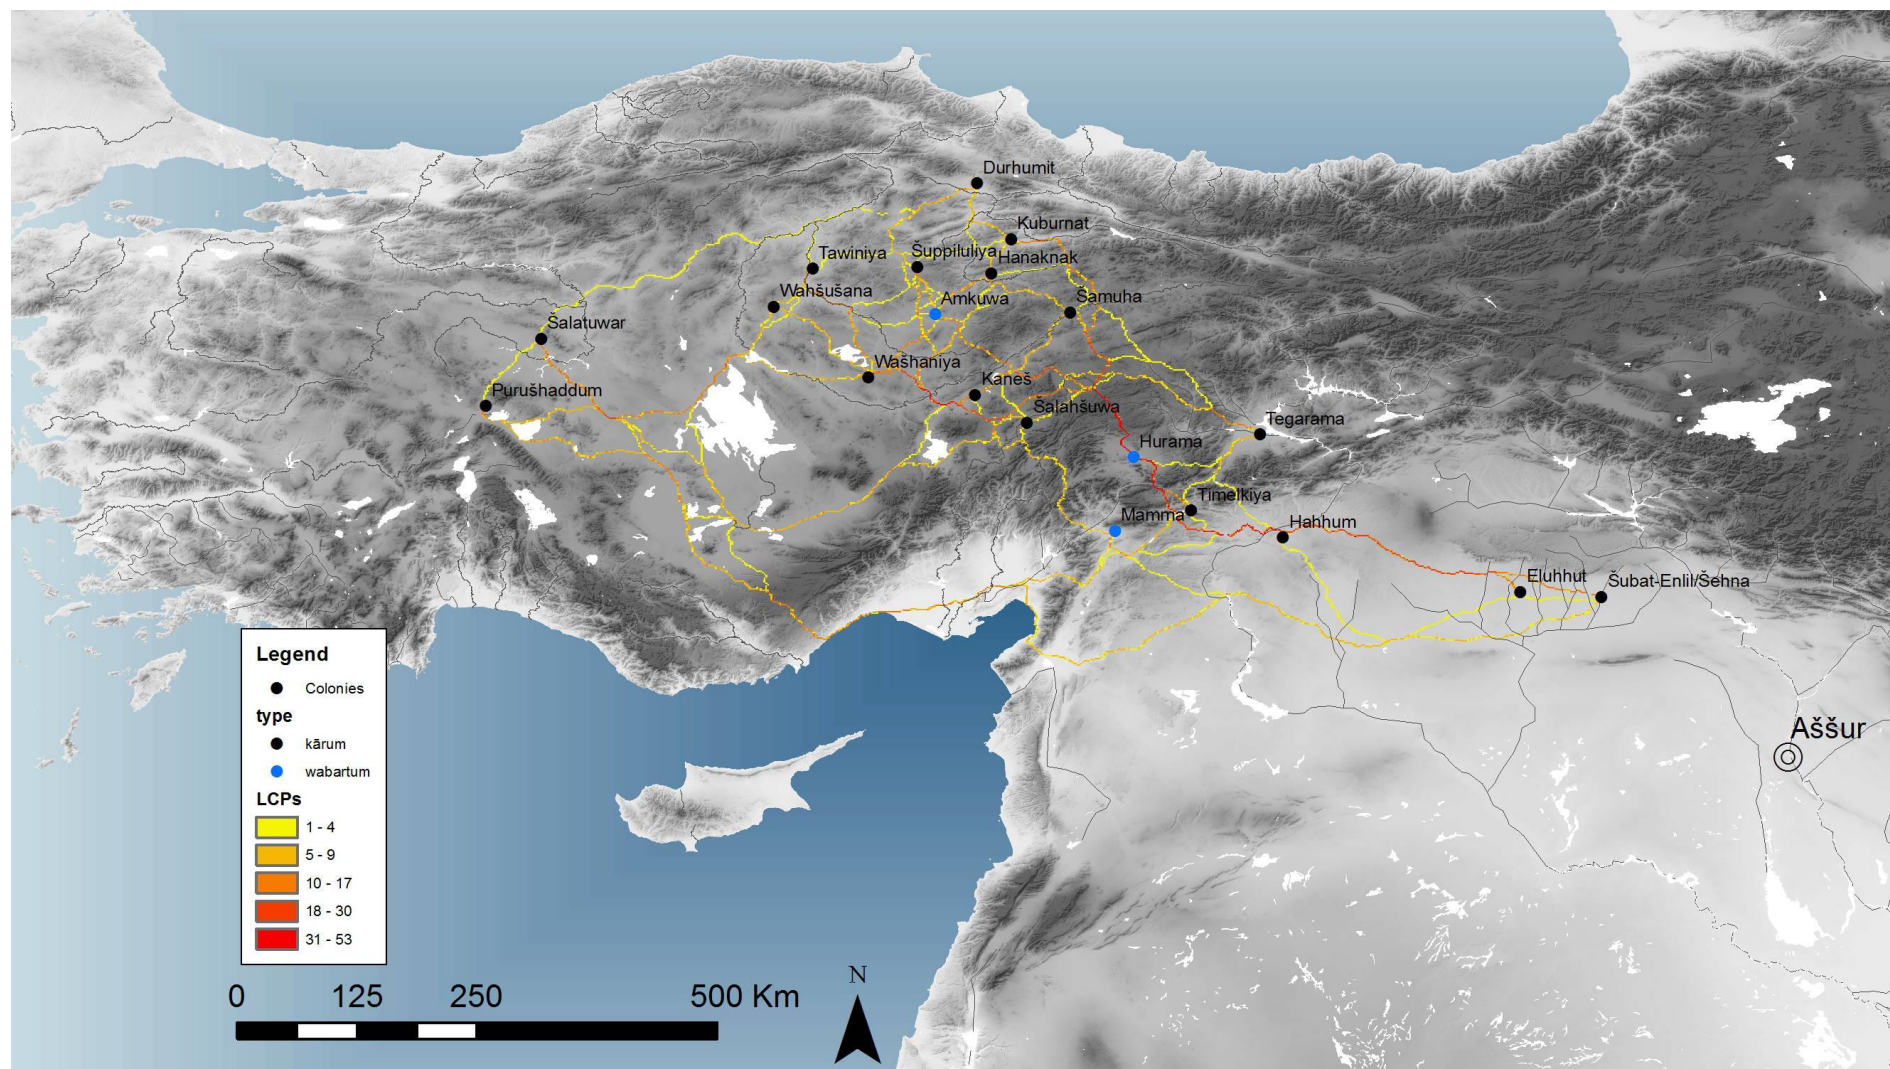 Durhumit
Kuburnat
Šuppiluliya
Tawiniya
Hanaknak
Wahšušana
Amkuwa
Šamuha
Šalatuwar
Wašhaniya
Kaneš
Purušhaddum
Salahšuwa
Tegarama
Hurama
Timelkiya
Mamma
Hahhum
Eluhhut
Šubat-Enlil/Šehna
Aššur
Legend
Colonies
type
kārum
wabartum
LCPs
1 - 4
5 - 9
10 - 17
18 - 30
31 - 53
N
0 125 250 500 Km